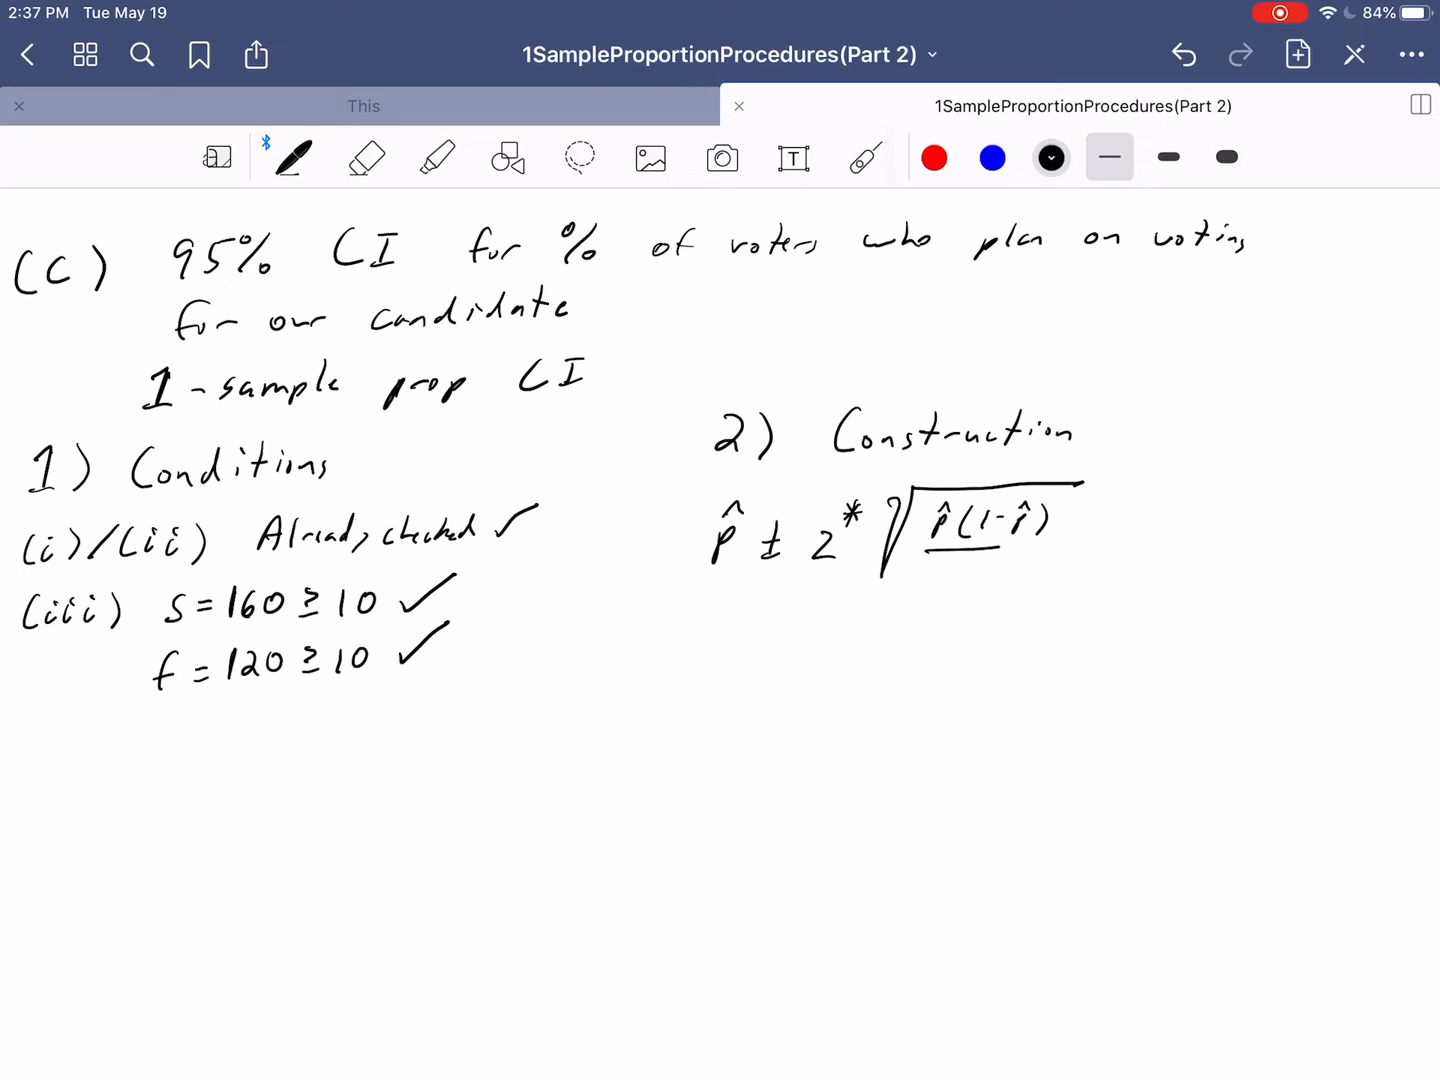 2:37 PM Tue May 19
84%
1SampleProportionProcedures(Part 2)
This
1SampleProportionProcedures(Part 2)
T
(C) 95% CI for % of voters who plan on voting
for our candidate
1-sample prop CI
1) Conditions
(i)/(ii) Already checked ✓
(iii) S = 160 ≥ 10 ✓
f = 120 ≥ 10 ✓
2) Construction
p̂ ± z* √p̂(1-p̂)